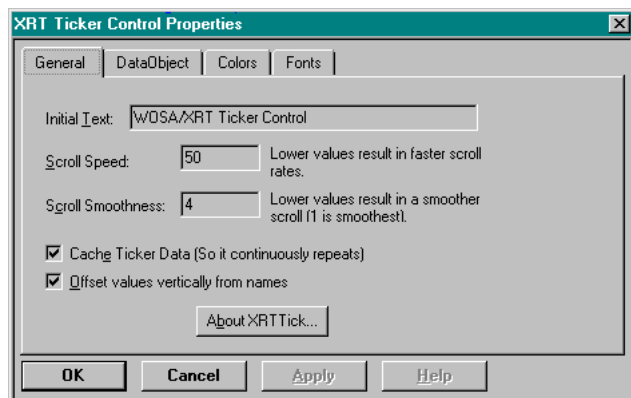 XRT Ticker Control Properties
General DataObject Colors Fonts
Initial Text: WOSA/XRT Ticker Control
Scroll Speed: 50 Lower values result in faster scroll
rates.
Scroll Smoothness: 4 Lower values result in a smoother
scroll (1 is smoothest).
Cache Ticker Data (So it continuously repeats)
Offset values vertically from names
About XRTTick...
OK Cancel Apply Help